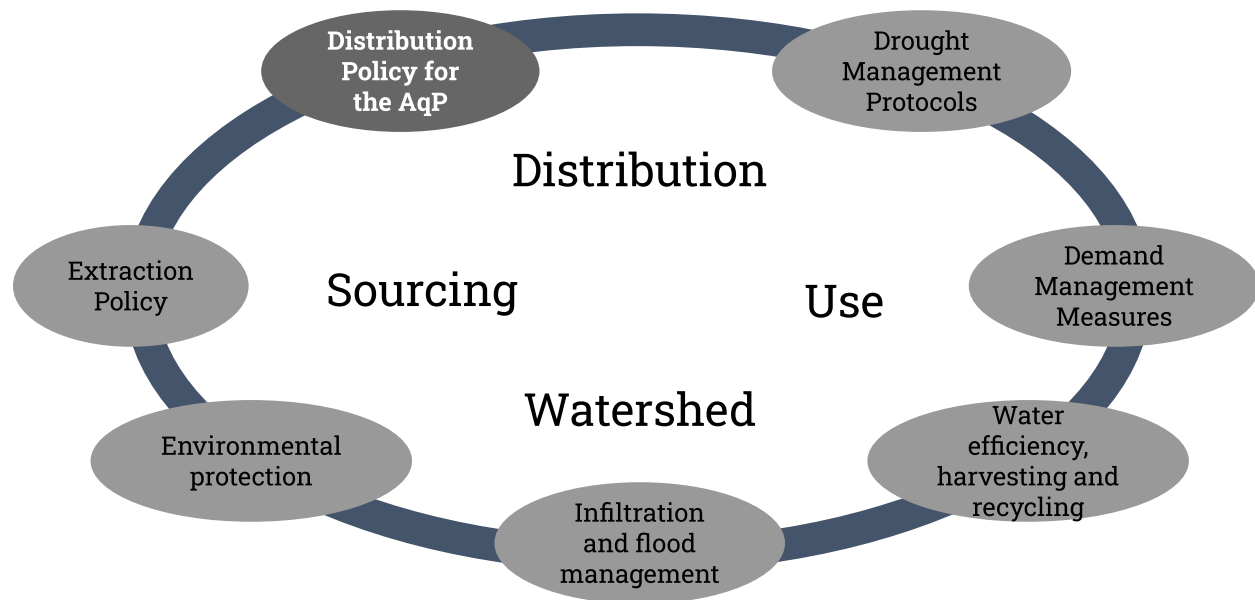 Distribution
Policy for
the AqP
Drought
Management
Protocols
Distribution
Extraction
Policy
Sourcing
Use
Demand
Management
Measures
Watershed
Environmental
protection
Water
efficiency,
harvesting and
recycling
Infiltration
and flood
management